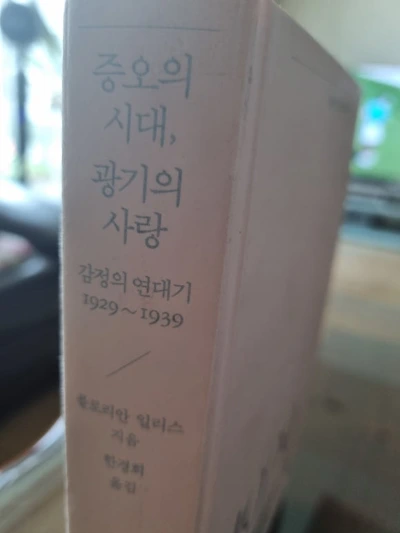 증오의
시대,
광기의
사랑
감정의 연대기
1929~1939
플로리안 일리스
지음
한경희
옮김